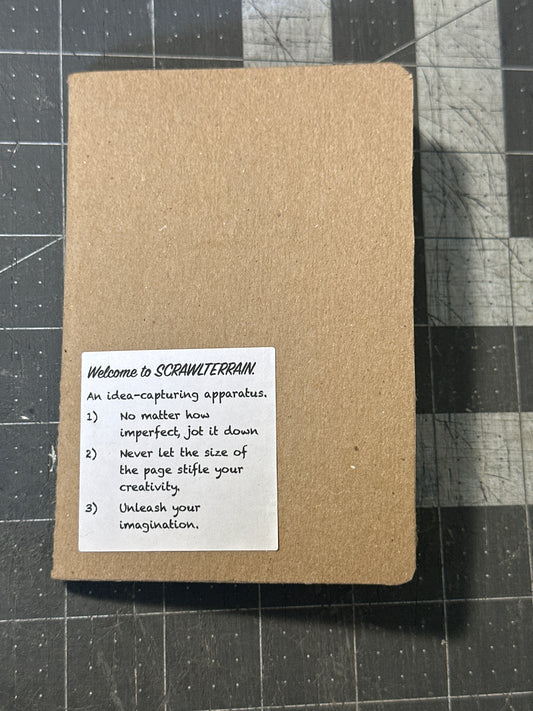 Welcome to SCRAWLTERRAIN.
An idea-capturing apparatus.
1) No matter how
imperfect, jot it down
2) Never let the size of
the page stifle your
creativity.
3) Unleash your
imagination.